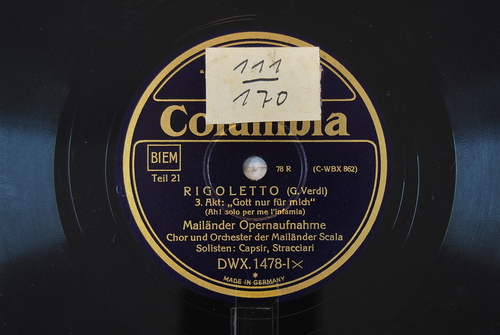 111
170
Columbia
BIEM
Teil 21
78 R
(C-WBX 862)
RIGOLETTO (G. Verdi)
3. Akt: „Gott nur für mich"
(Ah! solo per me l'infamia)
Mailänder Opernaufnahme
Chor und Orchester der Mailänder Scala
Solisten: Capsir, Stracciari
DWX. 1478-I
MADE IN GERMANY